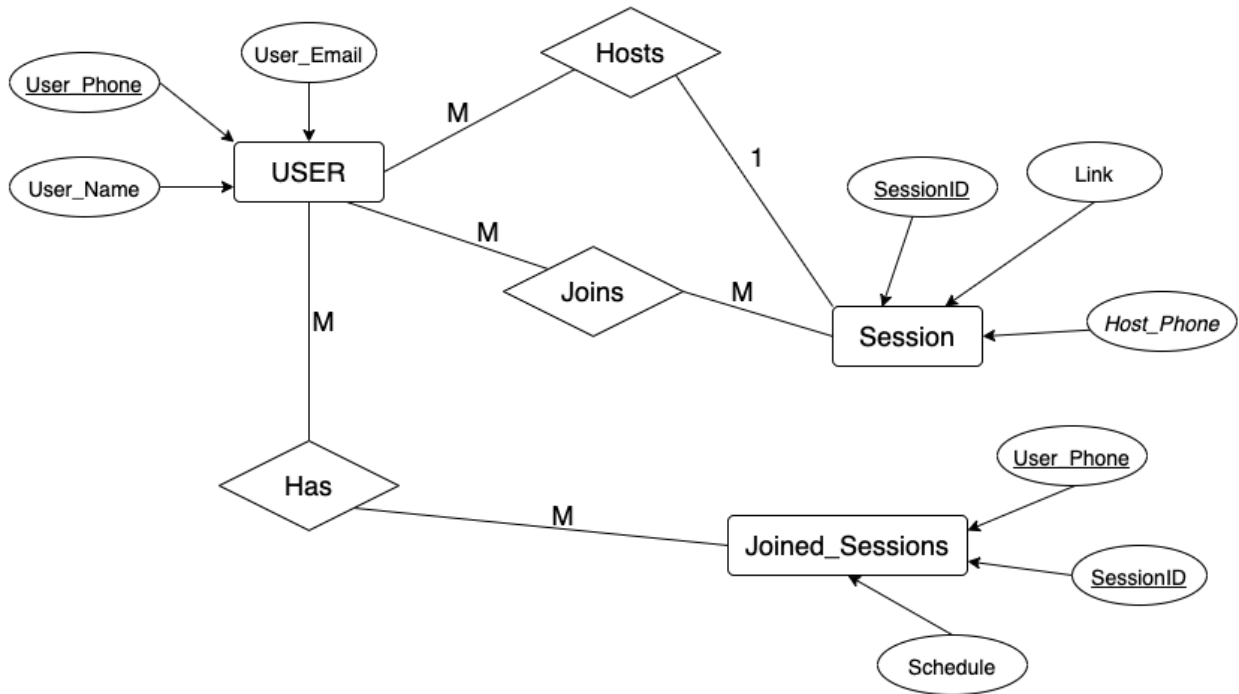 Hosts
User_Email
User_Phone
M
USER
1
User_Name
SessionID
Link
M
Joins
M
Host_Phone
Session
M
User_Phone
Has
M
Joined_Sessions
SessionID
Schedule